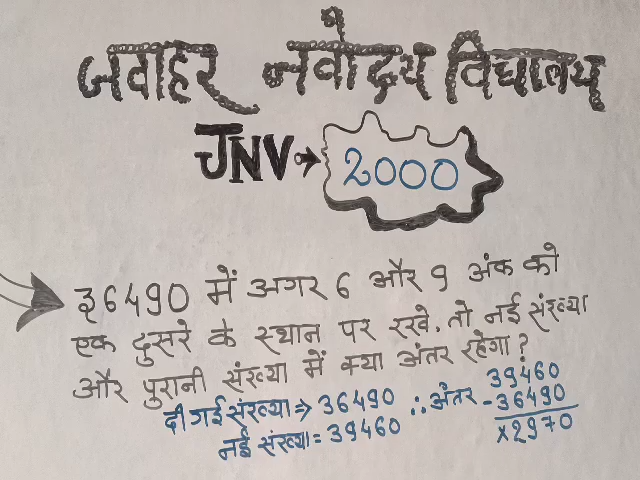 जवाहर नवोदय विद्यालय
JNV → 2000
36490 में अगर 6 और 9 अंक को
एक दुसरे के स्थान पर रखे. तो नई संख्या
और पुरानी संख्या में क्या अंतर रहेगा?
दी गई संख्या ⇒ 36490 ∴ अंतर 39460
नई संख्या = 39460 - 36490
×2970